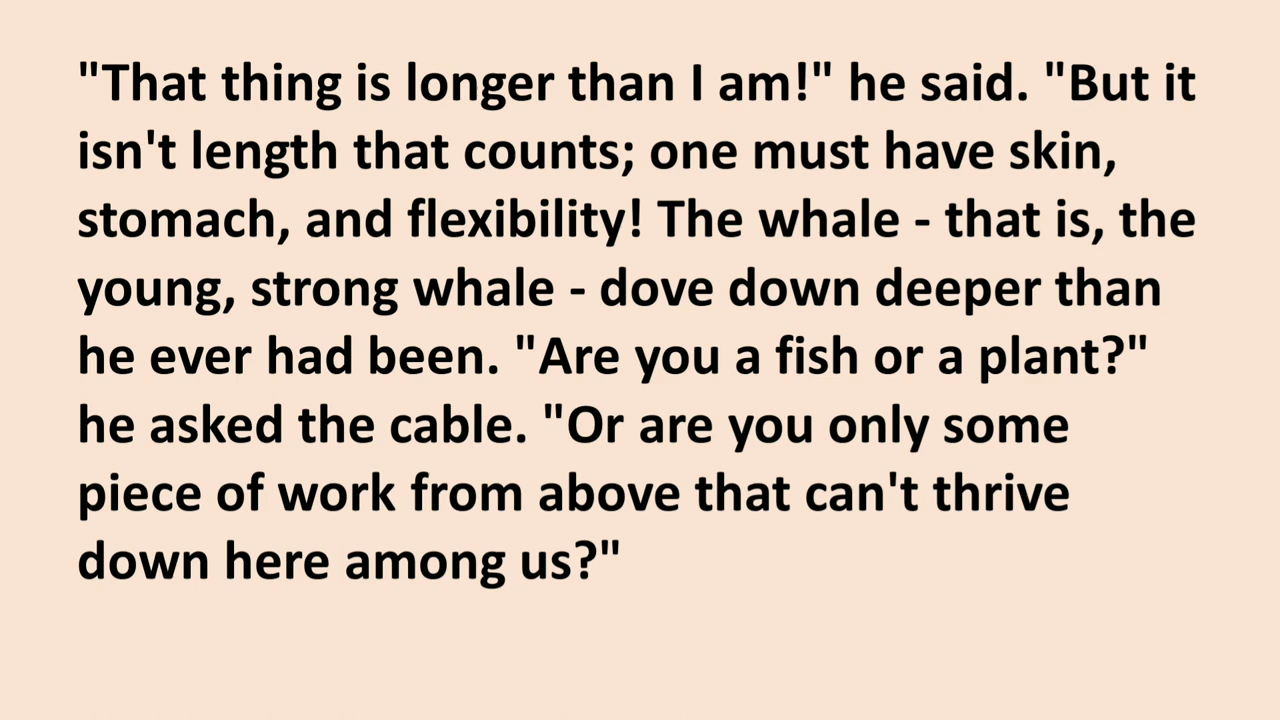 "That thing is longer than I am!" he said. "But it
isn't length that counts; one must have skin,
stomach, and flexibility! The whale - that is, the
young, strong whale - dove down deeper than
he ever had been. "Are you a fish or a plant?"
he asked the cable. "Or are you only some
piece of work from above that can't thrive
down here among us?"